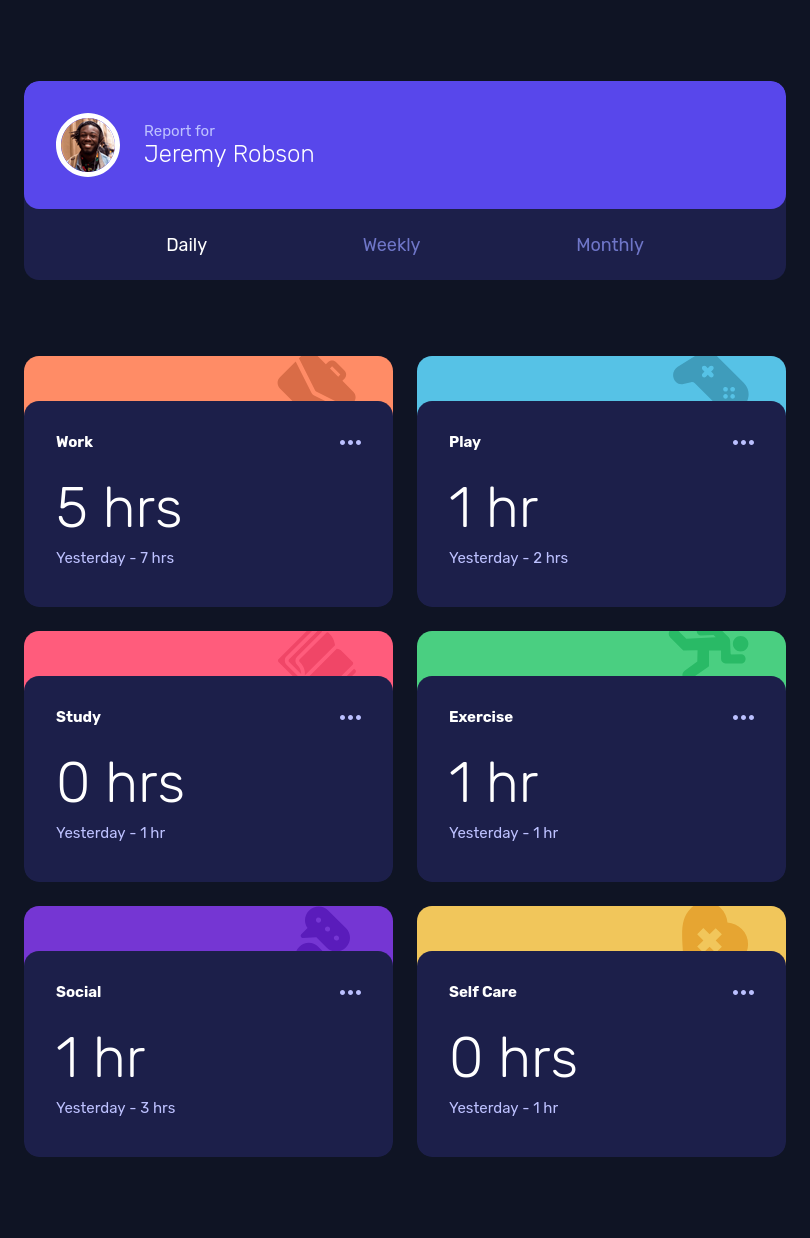 Report for
Jeremy Robson
Daily Weekly Monthly
Work
5 hrs
Yesterday - 7 hrs
Play
1 hr
Yesterday - 2 hrs
Study
0 hrs
Yesterday - 1 hr
Exercise
1 hr
Yesterday - 1 hr
Social
1 hr
Yesterday - 3 hrs
Self Care
0 hrs
Yesterday - 1 hr